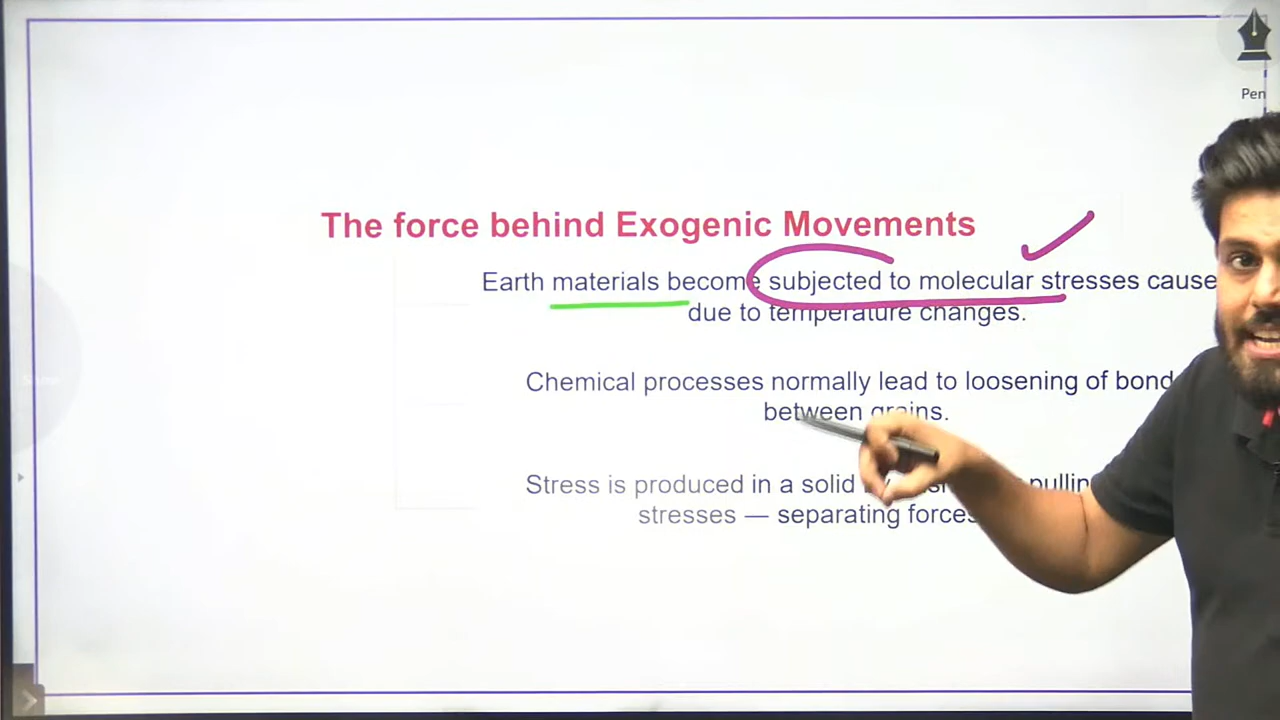 Pen
The force behind Exogenic Movements
Earth materials become subjected to molecular stresses cause
due to temperature changes.
Chemical processes normally lead to loosening of bond
between grains.
Stress is produced in a solid
stresses — separating forces